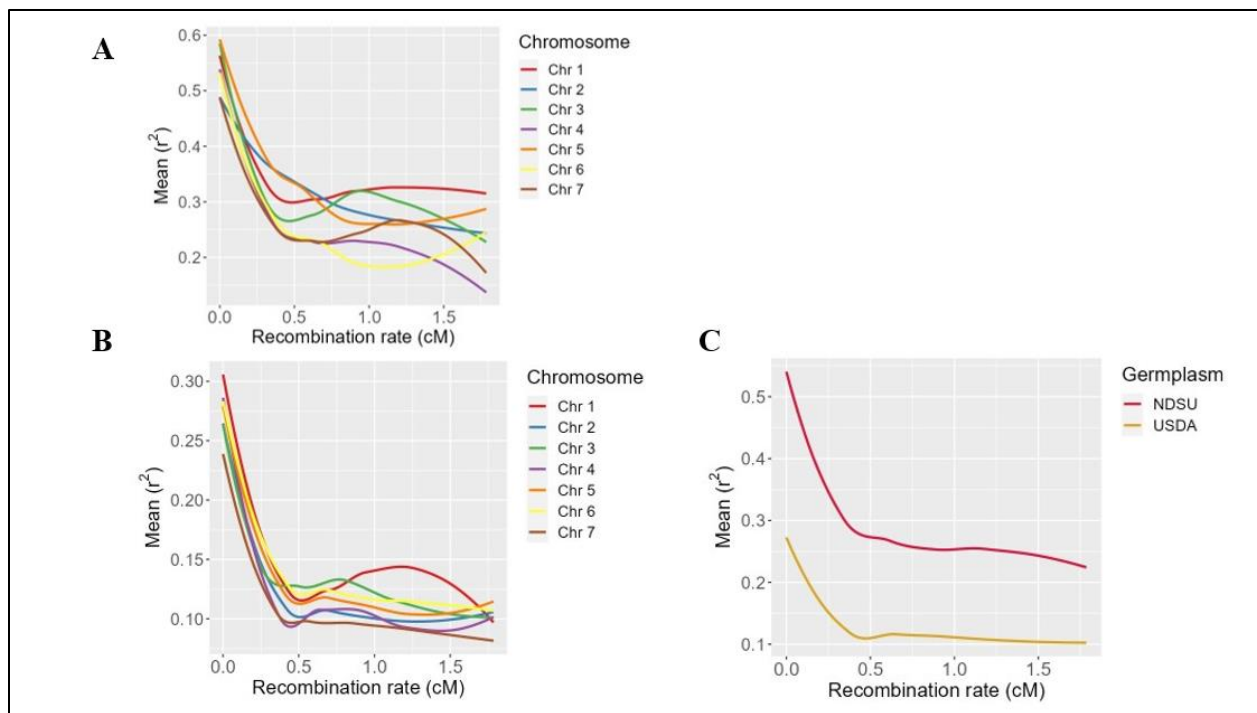 A
Mean (r²)
0.6
0.5
0.4
0.3
0.2
0.0 0.5 1.0 1.5
Recombination rate (cM)
Chromosome
Chr 1
Chr 2
Chr 3
Chr 4
Chr 5
Chr 6
Chr 7
B
Mean (r²)
0.30
0.25
0.20
0.15
0.10
0.0 0.5 1.0 1.5
Recombination rate (cM)
Chromosome
Chr 1
Chr 2
Chr 3
Chr 4
Chr 5
Chr 6
Chr 7
C
Mean (r²)
0.5
0.4
0.3
0.2
0.1
0.0 0.5 1.0 1.5
Recombination rate (cM)
Germplasm
NDSU
USDA